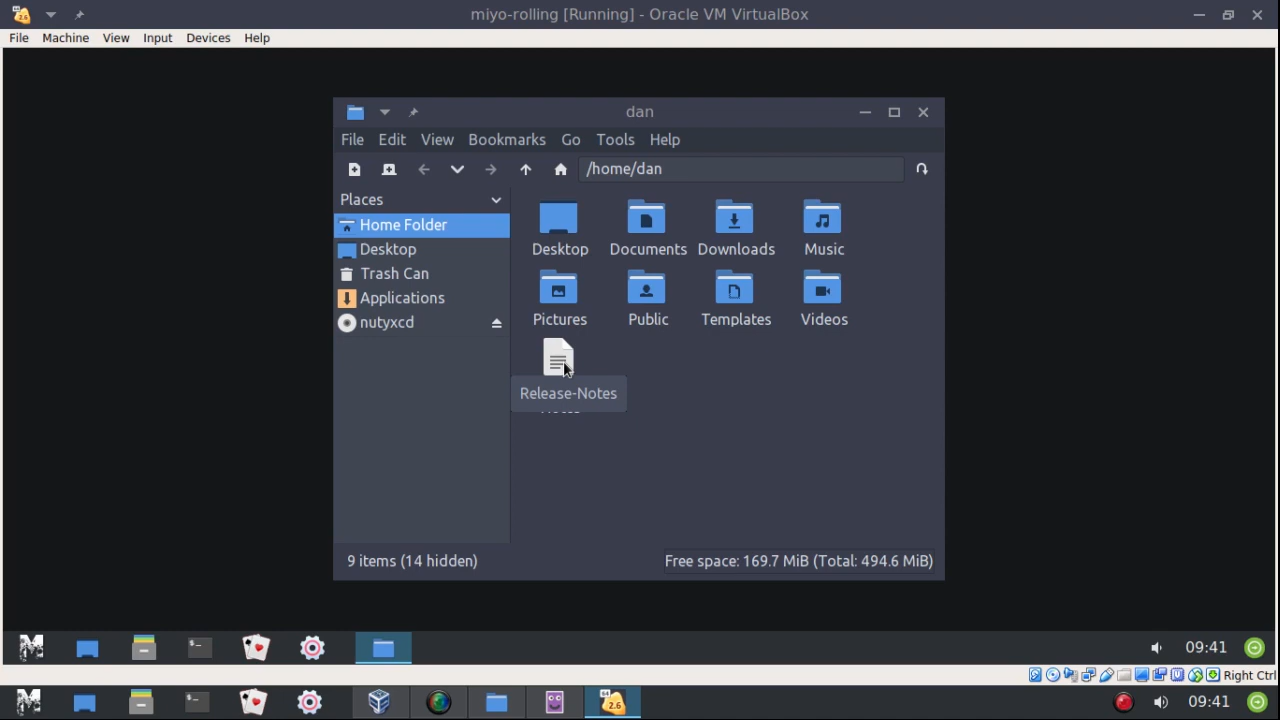 miyo-rolling [Running] - Oracle VM VirtualBox
File Machine View Input Devices Help
dan
File Edit View Bookmarks Go Tools Help
/home/dan
Places
Home Folder
Desktop
Trash Can
Applications
nutyxcd
Desktop Documents Downloads Music
Pictures Public Templates Videos
Release-Notes
9 items (14 hidden)
Free space: 169.7 MiB (Total: 494.6 MiB)
09:41
Right Ctrl
09:41